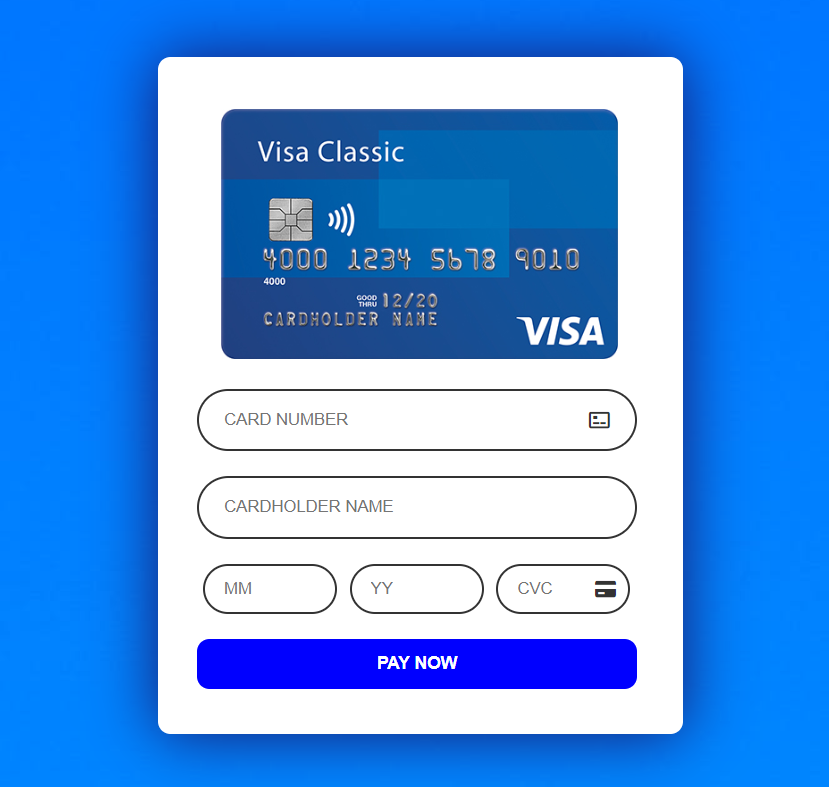 Visa Classic
4000 1234 5678 9010
4000
GOOD THRU 12/20
CARDHOLDER NAME
VISA
CARD NUMBER
CARDHOLDER NAME
MM YY CVC
PAY NOW